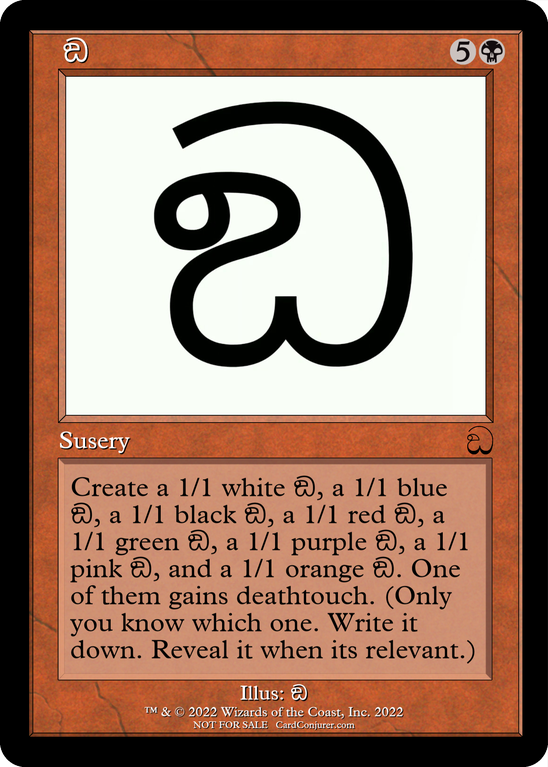 ඞ 5
ඞ
Susery ඞ
Create a 1/1 white ඞ, a 1/1 blue
ඞ, a 1/1 black ඞ, a 1/1 red ඞ, a
1/1 green ඞ, a 1/1 purple ඞ, a 1/1
pink ඞ, and a 1/1 orange ඞ. One
of them gains deathtouch. (Only
you know which one. Write it
down. Reveal it when its relevant.)
Illus: ඞ
™ & © 2022 Wizards of the Coast, Inc. 2022
NOT FOR SALE CardConjurer.com